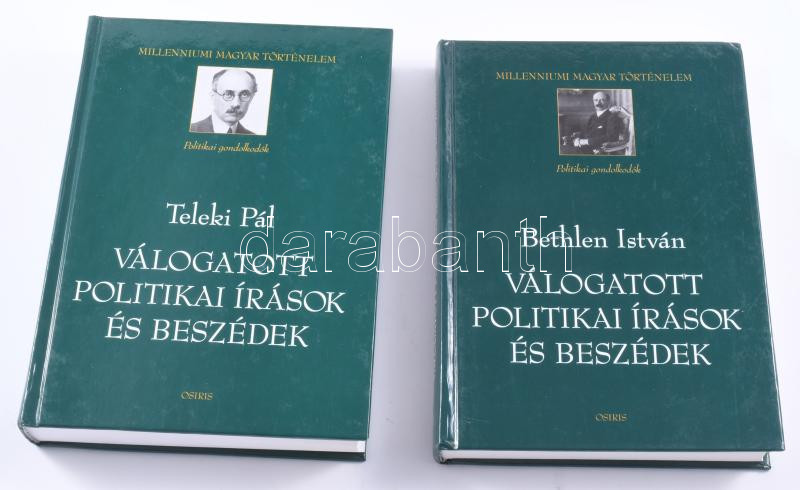 MILLENNIUMI MAGYAR TÖRTÉNELEM
Politikai gondolkodók
Teleki Pál
VÁLOGATOTT
POLITIKAI ÍRÁSOK
ÉS BESZÉDEK
OSIRIS
MILLENNIUMI MAGYAR TÖRTÉNELEM
Politikai gondolkodók
Bethlen István
VÁLOGATOTT
POLITIKAI ÍRÁSOK
ÉS BESZÉDEK
OSIRIS
darabanth